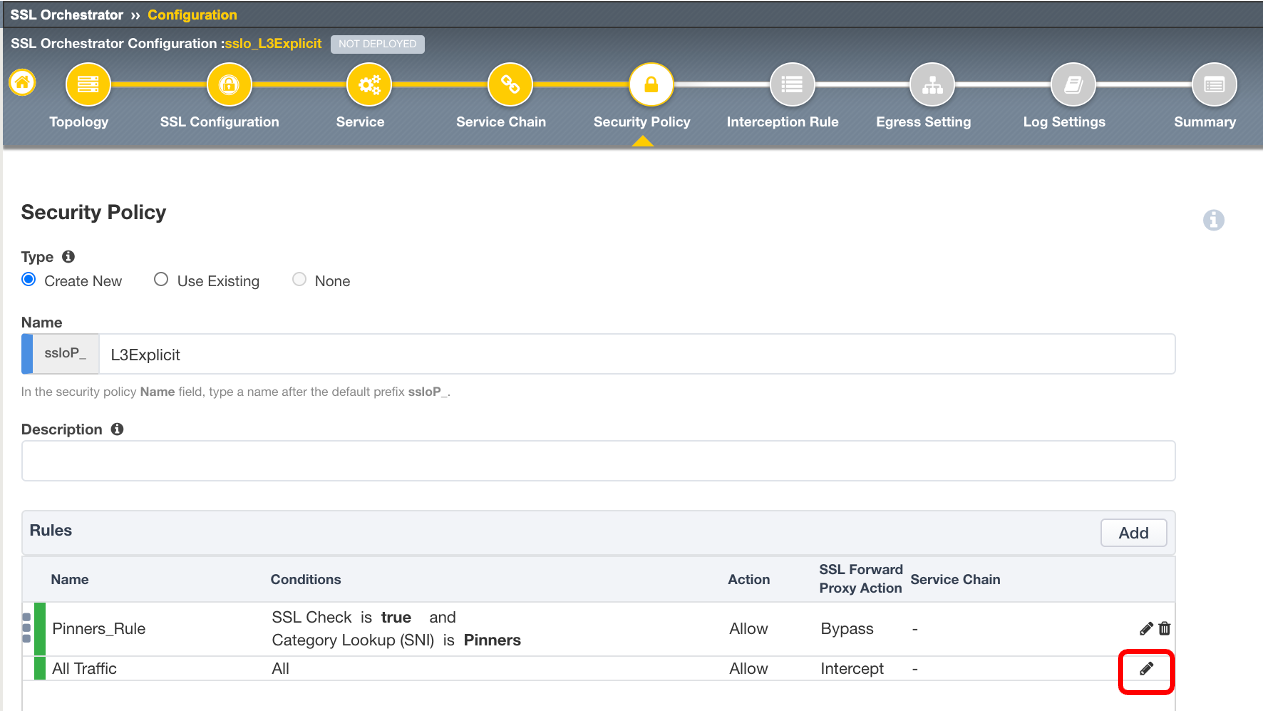 SSL Orchestrator » Configuration
SSL Orchestrator Configuration :sslo_L3Explicit NOT DEPLOYED
Topology SSL Configuration Service Service Chain Security Policy Interception Rule Egress Setting Log Settings Summary
Security Policy
Type
Create New Use Existing None
Name
ssloP_ L3Explicit
In the security policy Name field, type a name after the default prefix ssloP_.
Description
Rules Add
Name Conditions Action SSL Forward Proxy Action Service Chain
SSL Check is true and
Pinners_Rule Allow Bypass -
Category Lookup (SNI) is Pinners
All Traffic All Allow Intercept -